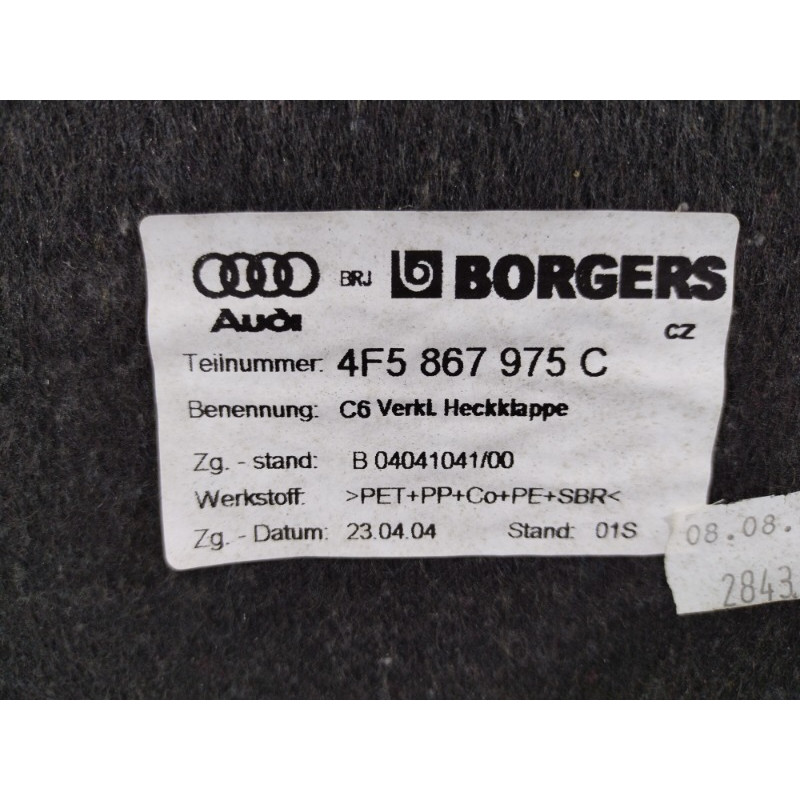 BRJ BORGERS
Audi
CZ
Teilnummer: 4F5 867 975 C
Benennung: C6 Verkl. Heckklappe
Zg. - stand: B 04041041/00
Werkstoff: >PET+PP+Co+PE+SBR<
Zg. - Datum: 23.04.04 Stand: 01S
08.08.
2843